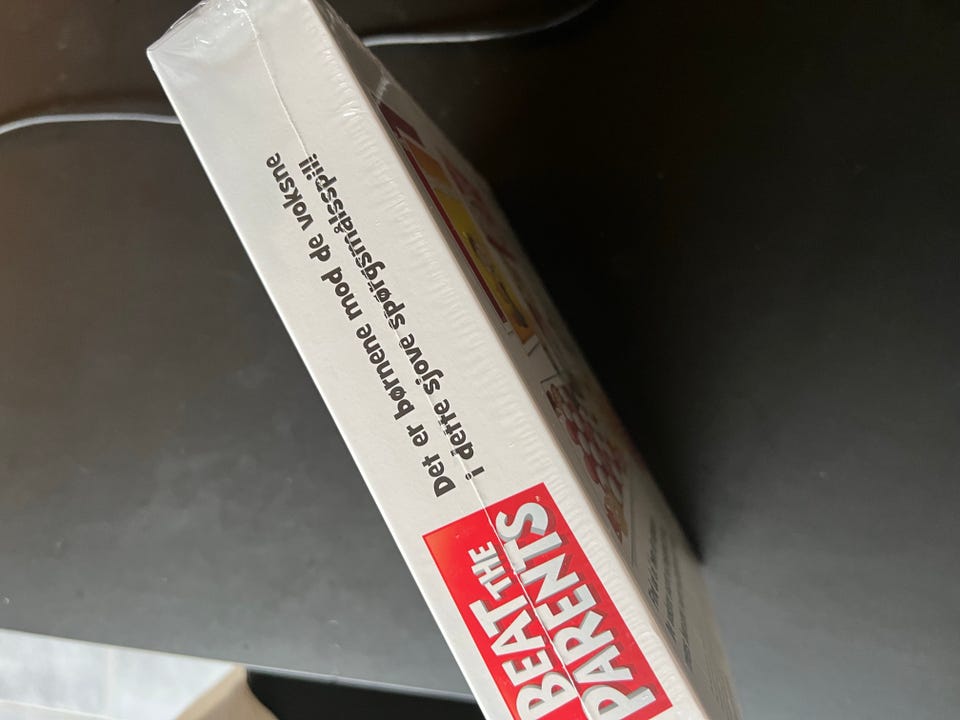 BEAT THE
PARENTS
Det er børnene mod de voksne
i dette sjove spørgsmålsspil!